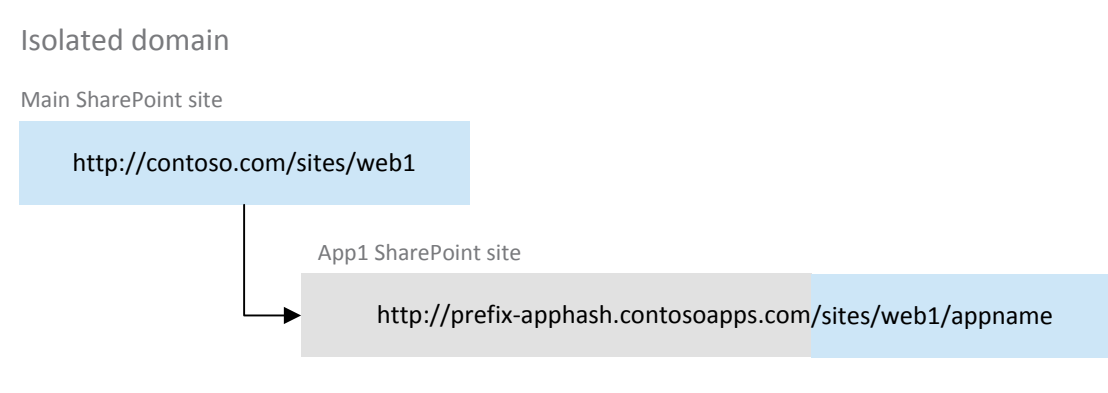 Isolated domain
Main SharePoint site
http://contoso.com/sites/web1
App1 SharePoint site
http://prefix-apphash.contosoapps.com/sites/web1/appname